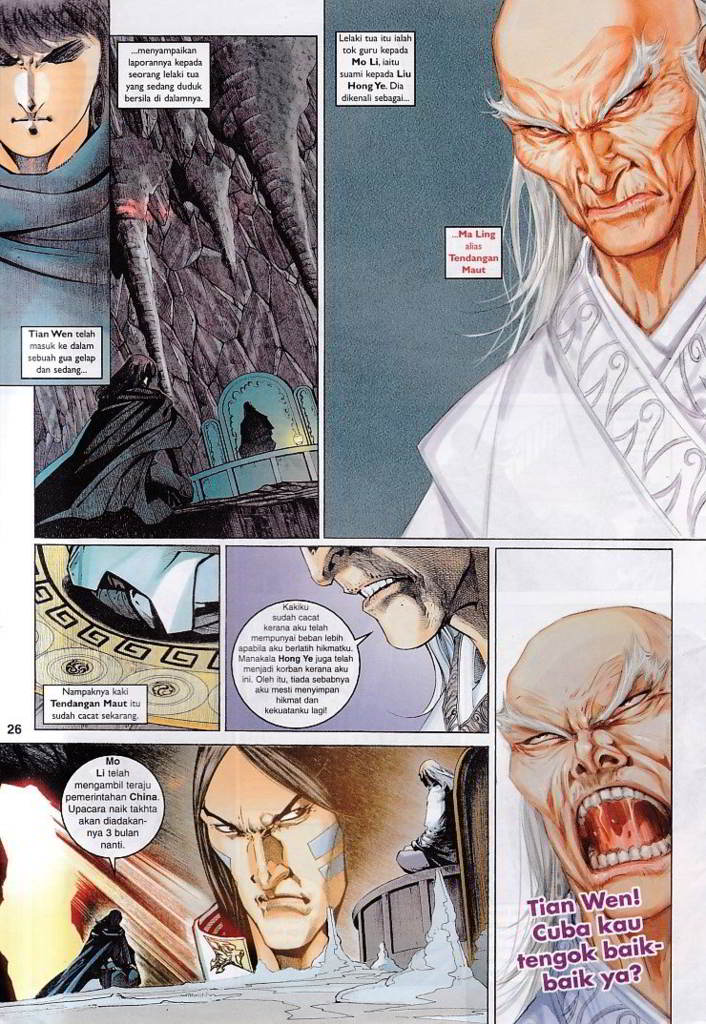 Tian Wen telah
masuk ke dalam
sebuah gua gelap
dan sedang...
...menyampaikan
laporannya kepada
seorang lelaki tua
yang sedang duduk
bersila di dalamnya.
Lelaki tua itu ialah
tok guru kepada
Mo Li, iaitu
suami kepada Liu
Hong Ye. Dia
dikenali sebagai...
...Ma Ling
alias
Tendangan
Maut
Nampaknya kaki
Tendangan Maut itu
sudah cacat sekarang.
Kakiku
sudah cacat
kerana aku telah
mempunyai beban lebih
apabila aku berlatih hikmatku.
Manakala Hong Ye juga telah
menjadi korban kerana aku
ini. Oleh itu, tiada sebabnya
aku mesti menyimpan
hikmat dan
kekuatanku lagi!
26
Mo
Li telah
mengambil teraju
pemerintahan China.
Upacara naik takhta
akan diadakan-
nya 3 bulan
nanti.
Tian Wen!
Cuba kau
tengok baik-
baik ya?